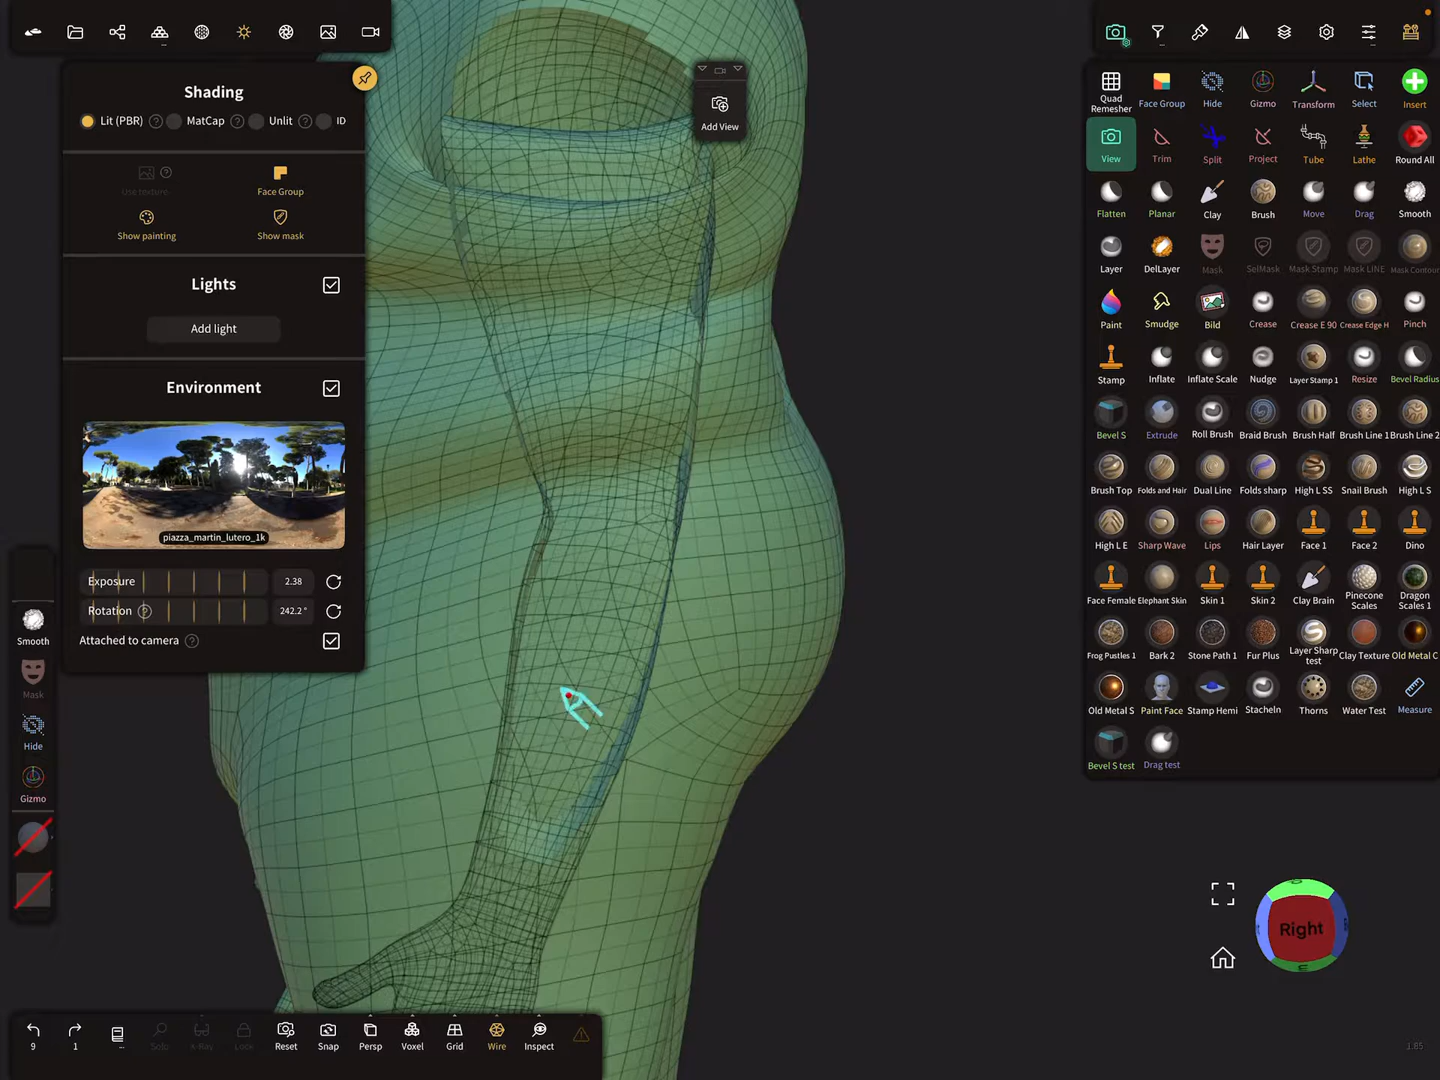 Shading
Lit (PBR) ? MatCap ? Unlit ? ID
Use texture ?
Face Group
Show painting
Show mask
Lights
Add light
Environment
piazza_martin_lutero_1k
Exposure 2.38
Rotation ? 242.2 °
Attached to camera ?
Smooth
Mask
Hide
Gizmo
Add View
Quad Remesher
Face Group
Hide
Gizmo
Transform
Select
Insert
View
Trim
Split
Project
Tube
Lathe
Round All
Flatten
Planar
Clay
Brush
Move
Drag
Smooth
Layer
DelLayer
Mask
SelMask
Mask Stamp
Mask LINE
Mask Contour
Paint
Smudge
Bild
Crease
Crease E 90
Crease Edge H
Pinch
Stamp
Inflate
Inflate Scale
Nudge
Layer Stamp 1
Resize
Bevel Radius
Bevel S
Extrude
Roll Brush
Braid Brush
Brush Half
Brush Line 1
Brush Line 2
Brush Top
Folds and Hair
Dual Line
Folds sharp
High L SS
Snail Brush
High L S
High L E
Sharp Wave
Lips
Hair Layer
Face 1
Face 2
Dino
Face Female
Elephant Skin
Skin 1
Skin 2
Clay Brain
Pinecone Scales
Dragon Scales 1
Frog Pustles 1
Bark 2
Stone Path 1
Fur Plus
Layer Sharp test
Clay Texture
Old Metal C
Old Metal S
Paint Face
Stamp Hemi
Stacheln
Thorns
Water Test
Measure
Bevel S test
Drag test
Right
9
1
...
Solo
X-Ray
Lock
Reset
Snap
Persp
Voxel
Grid
Wire
Inspect
1.85